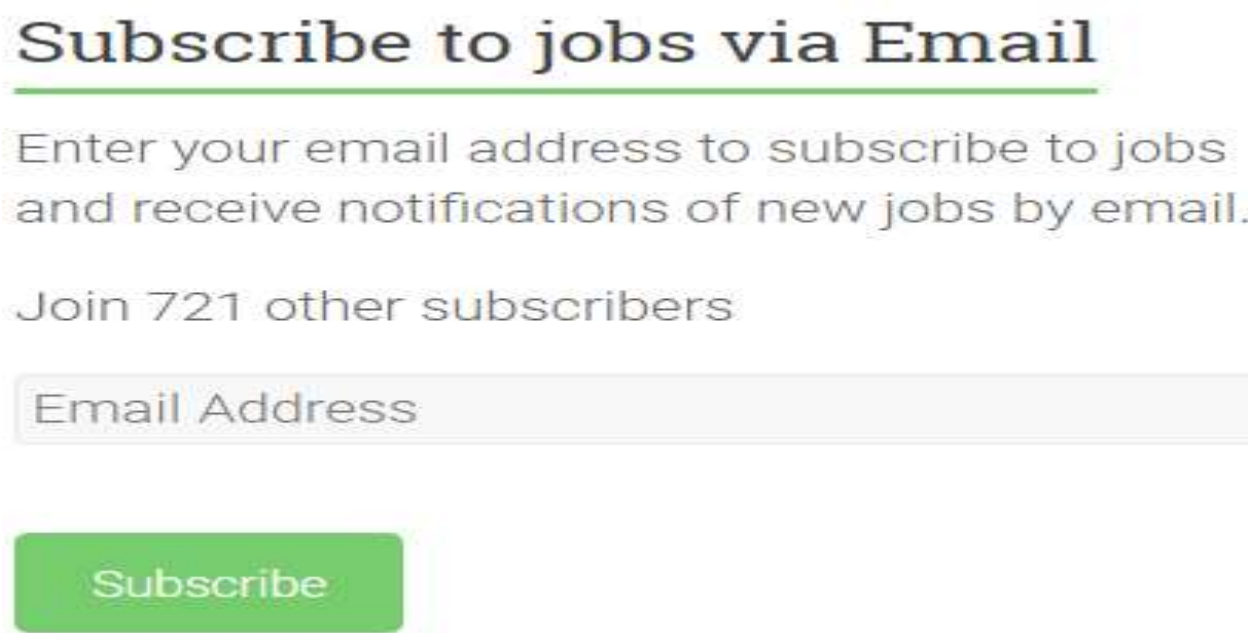 Subscribe to jobs via Email
Enter your email address to subscribe to jobs
and receive notifications of new jobs by email.
Join 721 other subscribers
Email Address
Subscribe